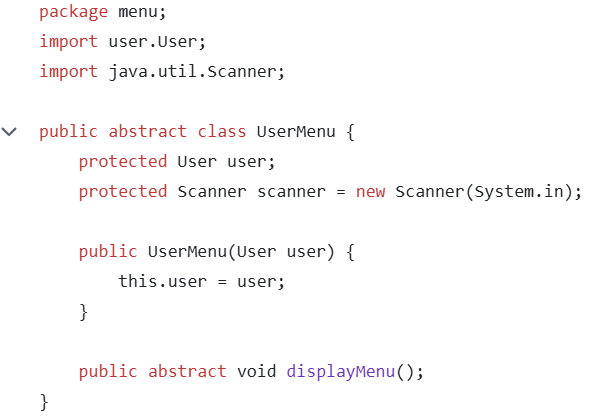 package menu;
import user.User;
import java.util.Scanner;

public abstract class UserMenu {
    protected User user;
    protected Scanner scanner = new Scanner(System.in);

    public UserMenu(User user) {
        this.user = user;
    }

    public abstract void displayMenu();
}